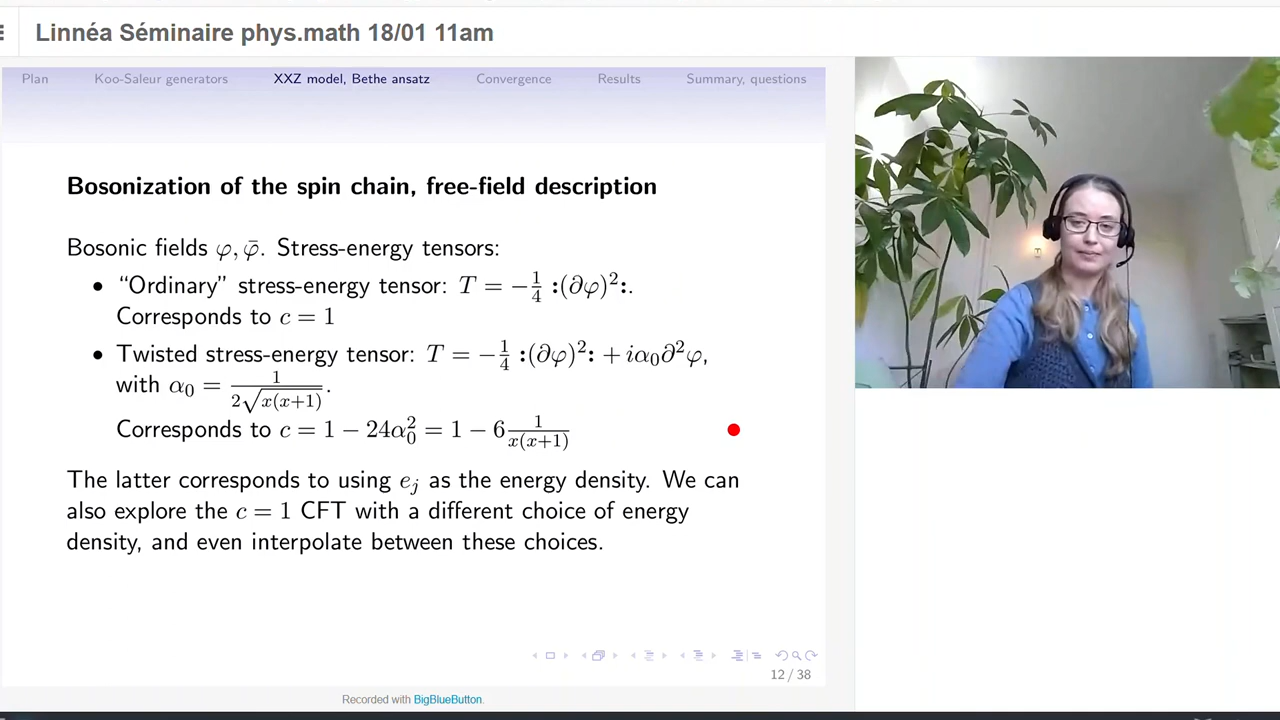 Linnéa Séminaire phys.math 18/01 11am
Plan Koo-Saleur generators XXZ model, Bethe ansatz Convergence Results Summary, questions
Bosonization of the spin chain, free-field description
Bosonic fields φ, φ̄. Stress-energy tensors:
• “Ordinary” stress-energy tensor: T = −1/4 :(∂φ)²:.
Corresponds to c = 1
• Twisted stress-energy tensor: T = −1/4 :(∂φ)²: + iα₀∂²φ,
with α₀ = 1/(2√(x(x+1))).
Corresponds to c = 1 − 24α₀² = 1 − 6 1/(x(x+1))
The latter corresponds to using eⱼ as the energy density. We can
also explore the c = 1 CFT with a different choice of energy
density, and even interpolate between these choices.
12 / 38
Recorded with BigBlueButton.